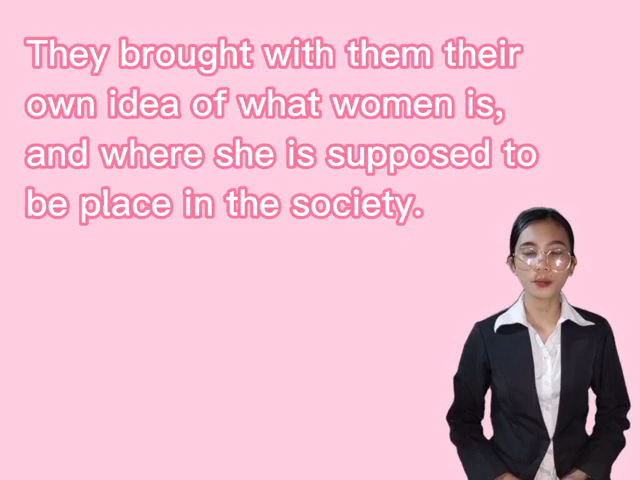 They brought with them their
own idea of what women is,
and where she is supposed to
be place in the society.